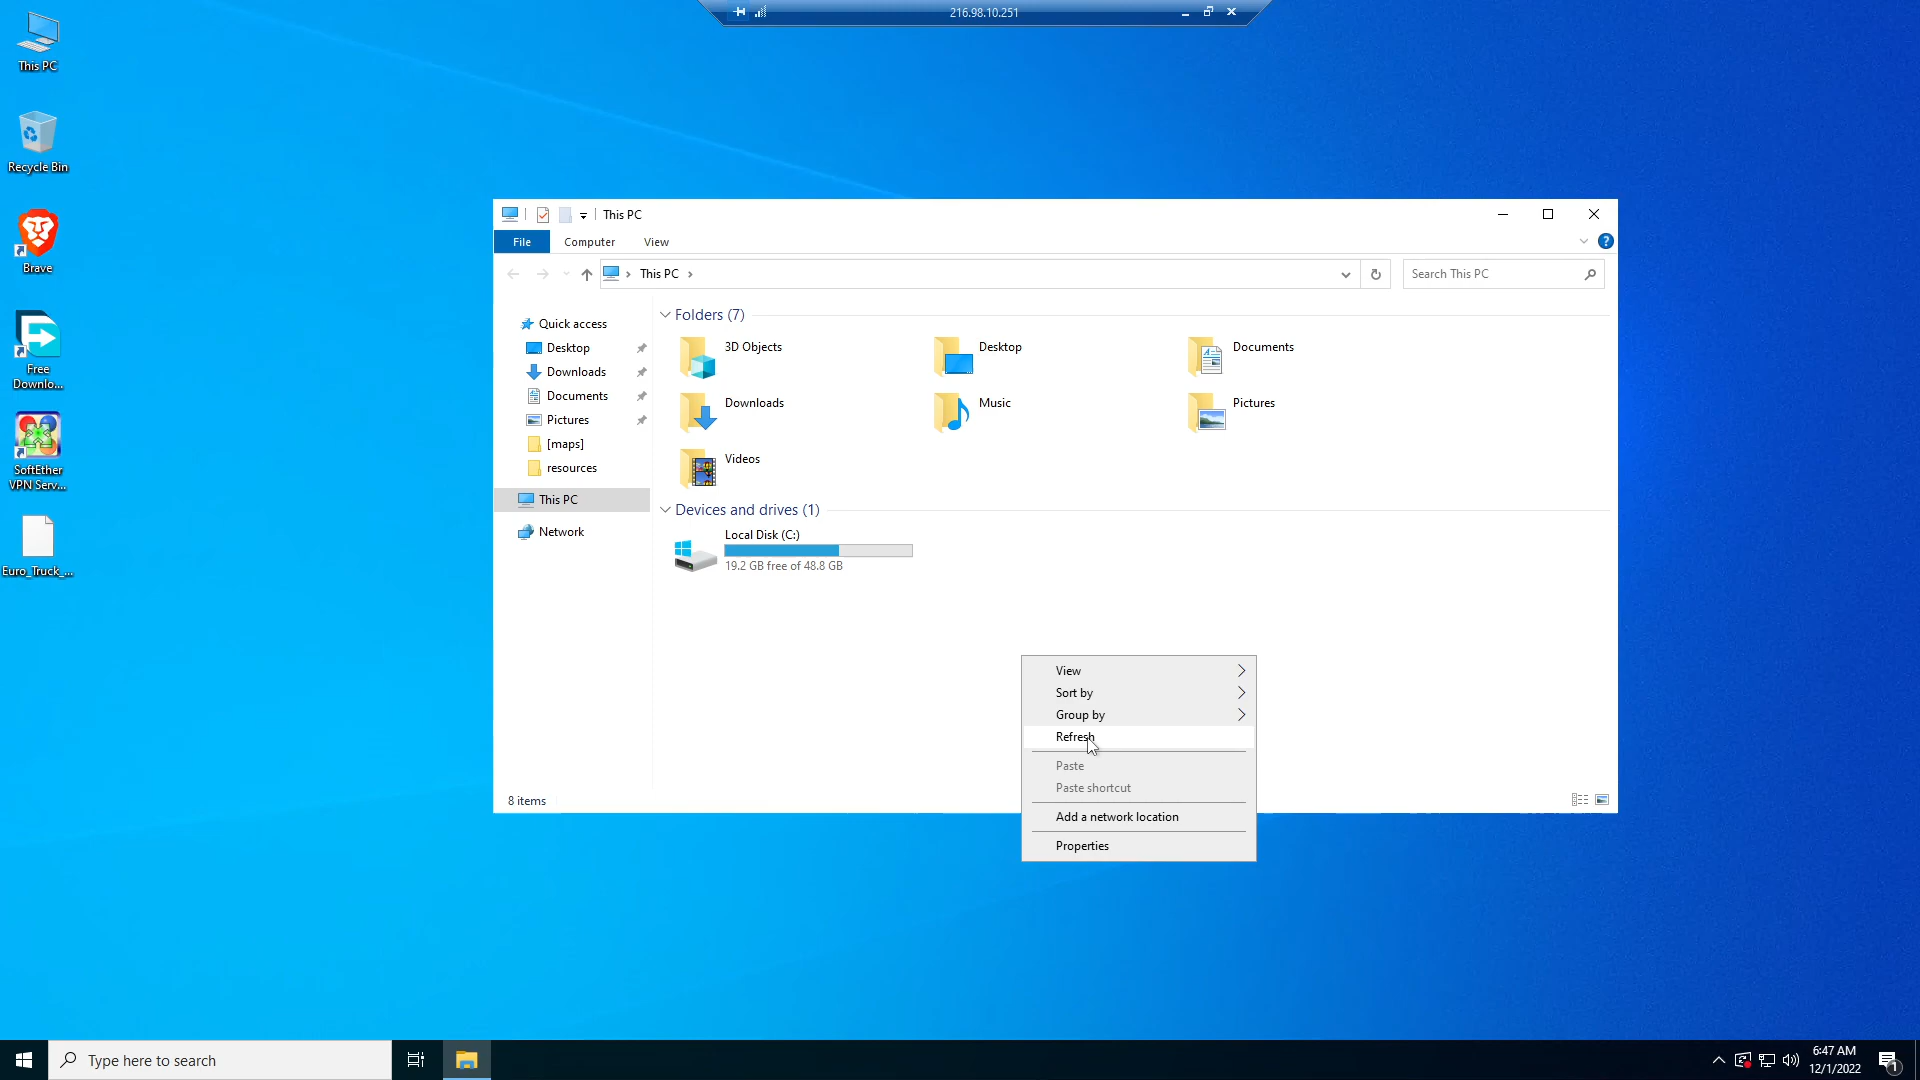 216.98.10.251
This PC
Recycle Bin
Brave
Free
Downlo...
SoftEther
VPN Serv...
Euro_Truck_...
This PC
File
Computer
View
This PC
Search This PC
Quick access
Desktop
Downloads
Documents
Pictures
[maps]
resources
This PC
Network
Folders (7)
3D Objects
Desktop
Documents
Downloads
Music
Pictures
Videos
Devices and drives (1)
Local Disk (C:)
19.2 GB free of 48.8 GB
View
Sort by
Group by
Refresh
Paste
Paste shortcut
Add a network location
Properties
8 items
Type here to search
6:47 AM
12/1/2022
1